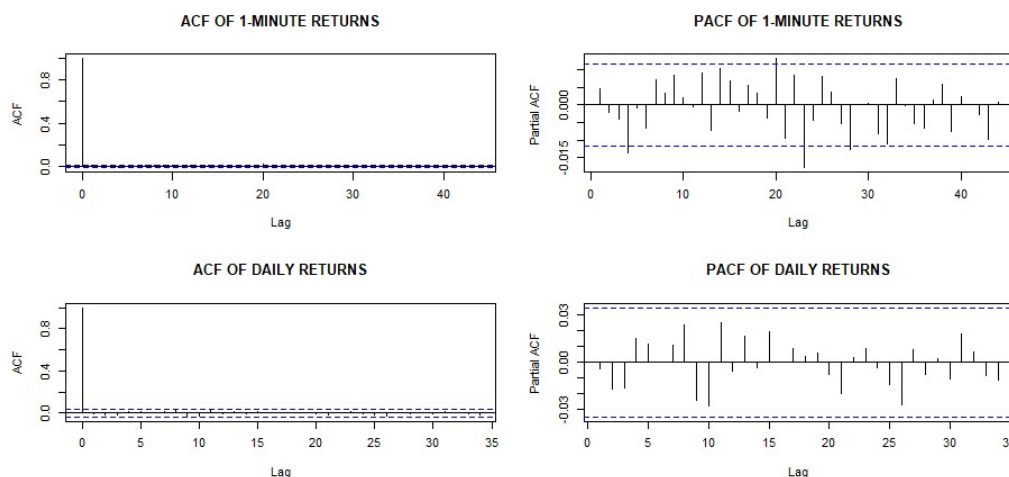 ACF OF 1-MINUTE RETURNS
ACF
0.0 0.4 0.8
0 10 20 30 40
Lag
PACF OF 1-MINUTE RETURNS
Partial ACF
-0.015 0.000
0 10 20 30 40
Lag
ACF OF DAILY RETURNS
ACF
0.0 0.4 0.8
0 5 10 15 20 25 30 35
Lag
PACF OF DAILY RETURNS
Partial ACF
-0.03 0.00 0.03
0 5 10 15 20 25 30
Lag